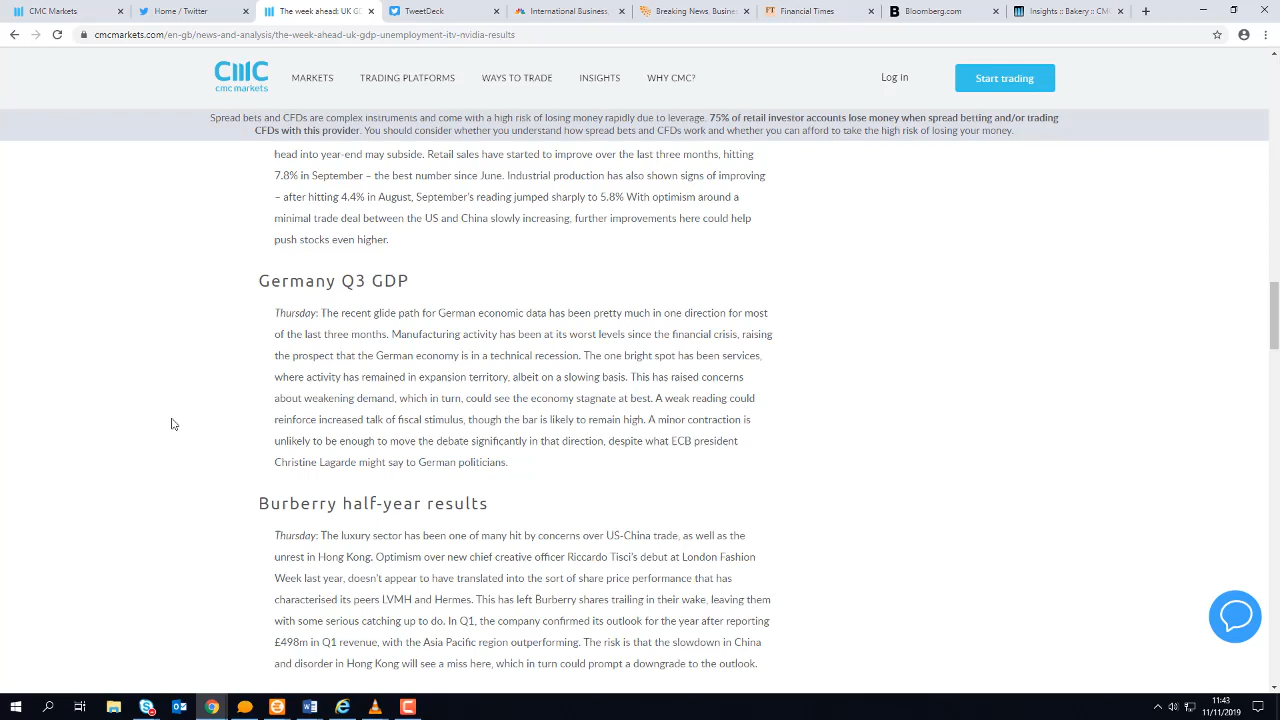 CMC Markets
Home / Twitter
The week ahead: UK GD
TweetDeck
International Business,
Breaking News, Busines
Financial Times
Bloomberg.com
Insights :: Bakery :: CMC
cmcmarkets.com/en-gb/news-and-analysis/the-week-ahead-uk-gdp-unemployment-itv-nvidia-results
cmc markets
MARKETS
TRADING PLATFORMS
WAYS TO TRADE
INSIGHTS
WHY CMC?
Log in
Start trading
Spread bets and CFDs are complex instruments and come with a high risk of losing money rapidly due to leverage. 75% of retail investor accounts lose money when spread betting and/or trading
CFDs with this provider. You should consider whether you understand how spread bets and CFDs work and whether you can afford to take the high risk of losing your money.
head into year-end may subside. Retail sales have started to improve over the last three months, hitting
7.8% in September – the best number since June. Industrial production has also shown signs of improving
– after hitting 4.4% in August, September's reading jumped sharply to 5.8% With optimism around a
minimal trade deal between the US and China slowly increasing, further improvements here could help
push stocks even higher.
Germany Q3 GDP
Thursday: The recent glide path for German economic data has been pretty much in one direction for most
of the last three months. Manufacturing activity has been at its worst levels since the financial crisis, raising
the prospect that the German economy is in a technical recession. The one bright spot has been services,
where activity has remained in expansion territory, albeit on a slowing basis. This has raised concerns
about weakening demand, which in turn, could see the economy stagnate at best. A weak reading could
reinforce increased talk of fiscal stimulus, though the bar is likely to remain high. A minor contraction is
unlikely to be enough to move the debate significantly in that direction, despite what ECB president
Christine Lagarde might say to German politicians.
Burberry half-year results
Thursday: The luxury sector has been one of many hit by concerns over US-China trade, as well as the
unrest in Hong Kong. Optimism over new chief creative officer Riccardo Tisci's debut at London Fashion
Week last year, doesn't appear to have translated into the sort of share price performance that has
characterised its peers LVMH and Hermes. This has left Burberry shares trailing in their wake, leaving them
with some serious catching up to do. In Q1, the company confirmed its outlook for the year after reporting
£498m in Q1 revenue, with the Asia Pacific region outperforming. The risk is that the slowdown in China
and disorder in Hong Kong will see a miss here, which in turn could prompt a downgrade to the outlook.
11:43
11/11/2019